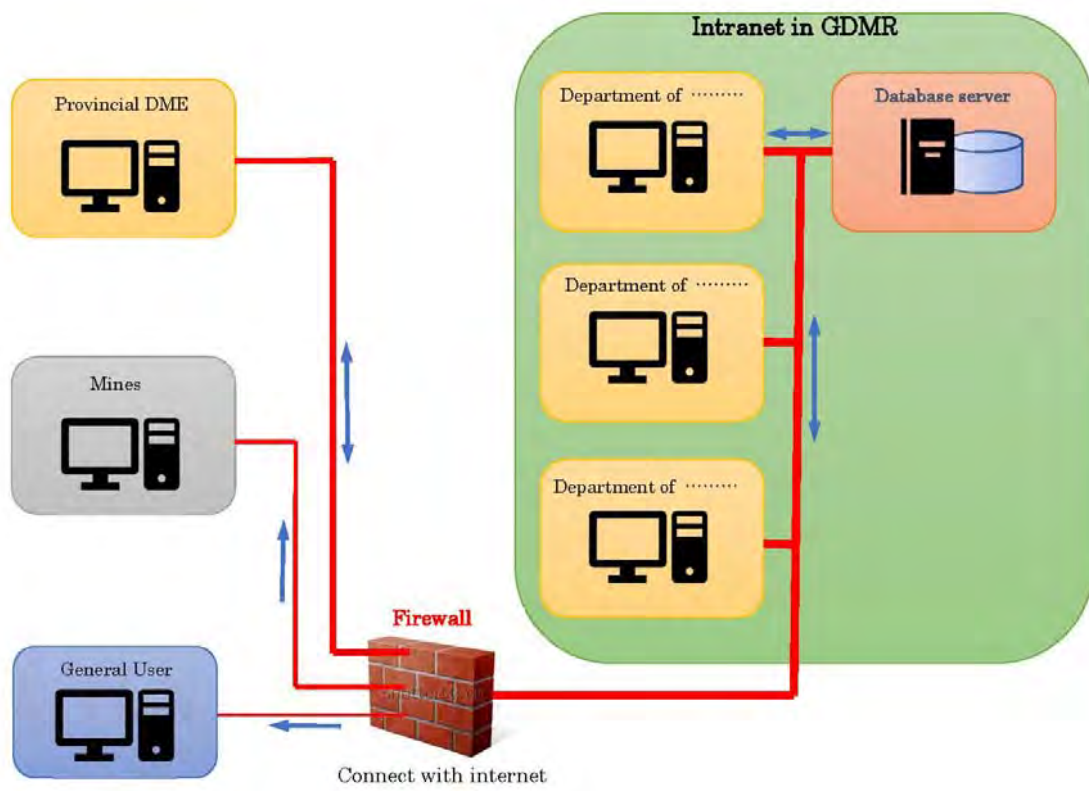 Intranet in GDMR
Provincial DME
Department of ·········
Database server
Department of ·········
Mines
Department of ·········
Firewall
General User
Connect with internet